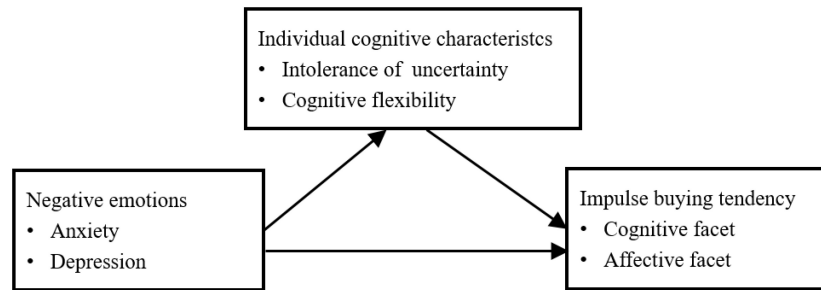 Individual cognitive characteristcs
• Intolerance of uncertainty
• Cognitive flexibility
Negative emotions
• Anxiety
• Depression
Impulse buying tendency
• Cognitive facet
• Affective facet